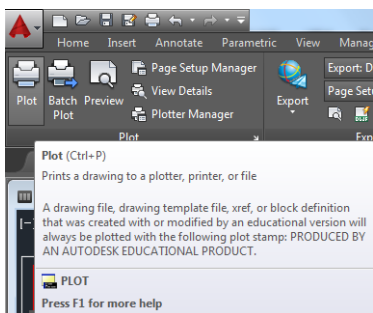 Home Insert Annotate Parametric View Manag
Plot
Batch Plot
Preview
Page Setup Manager
View Details
Plotter Manager
Export
Export: D
Page Set
Plot
Exp
Plot (Ctrl+P)
Prints a drawing to a plotter, printer, or file
A drawing file, drawing template file, xref, or block definition
that was created with or modified by an educational version will
always be plotted with the following plot stamp: PRODUCED BY
AN AUTODESK EDUCATIONAL PRODUCT.
PLOT
Press F1 for more help